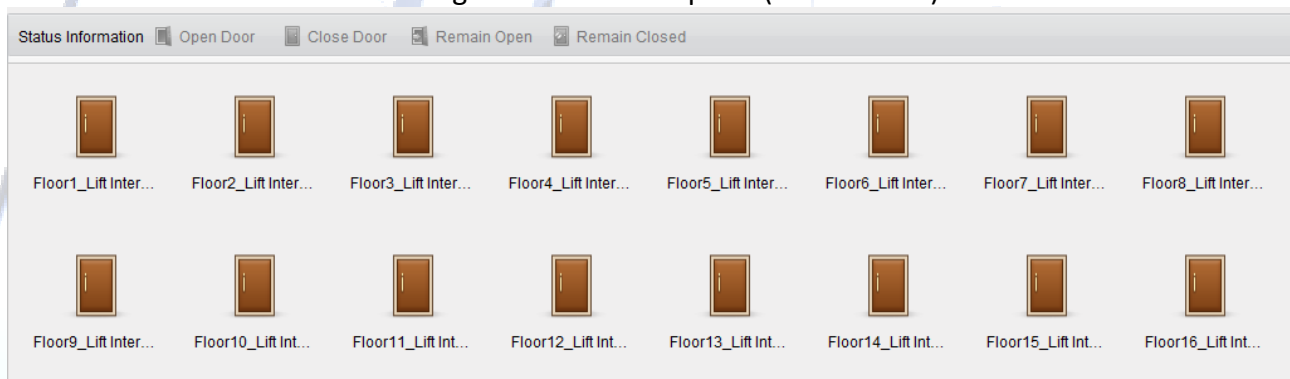 Status Information Open Door Close Door Remain Open Remain Closed
Floor1_Lift Inter... Floor2_Lift Inter... Floor3_Lift Inter... Floor4_Lift Inter... Floor5_Lift Inter... Floor6_Lift Inter... Floor7_Lift Inter... Floor8_Lift Inter...
Floor9_Lift Inter... Floor10_Lift Int... Floor11_Lift Int... Floor12_Lift Int... Floor13_Lift Int... Floor14_Lift Int... Floor15_Lift Int... Floor16_Lift Int...